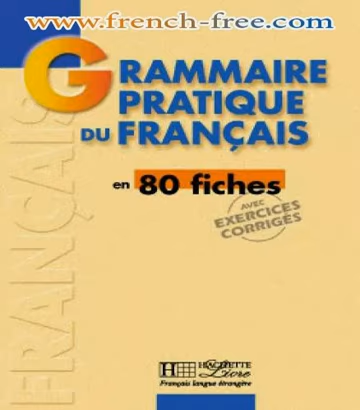 www.french-free.com
FRANÇAIS
GRAMMAIRE
PRATIQUE
DU FRANÇAIS
en 80 fiches
AVEC
EXERCICES
CORRIGÉS
H HACHETTE
Livre
Français langue étrangère